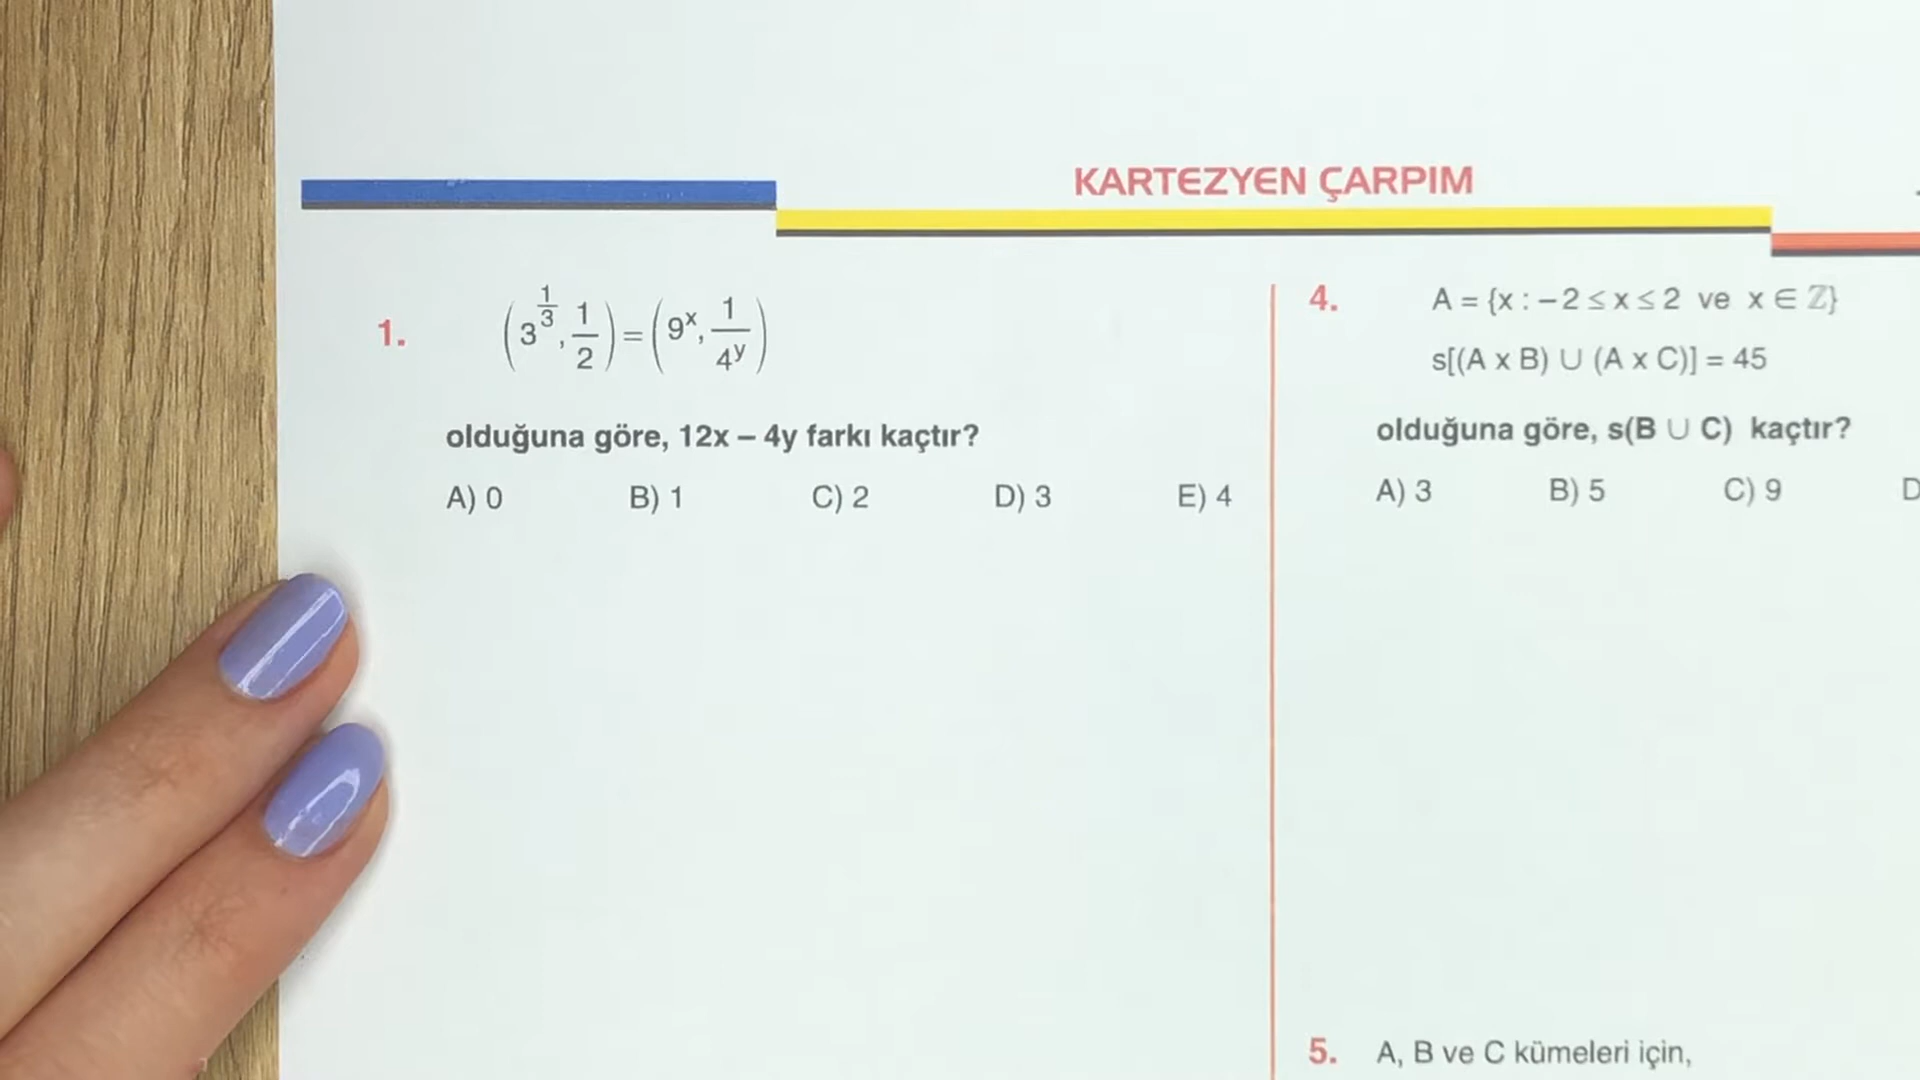 KARTEZYEN ÇARPIM
1. (3^(1/3), 1/2) = (9^x, 1/4^y)
olduğuna göre, 12x – 4y farkı kaçtır?
A) 0 B) 1 C) 2 D) 3 E) 4
4. A = {x : –2 ≤ x ≤ 2 ve x ∈ ℤ}
s[(A x B) ∪ (A x C)] = 45
olduğuna göre, s(B ∪ C) kaçtır?
A) 3 B) 5 C) 9 D
5. A, B ve C kümeleri için,